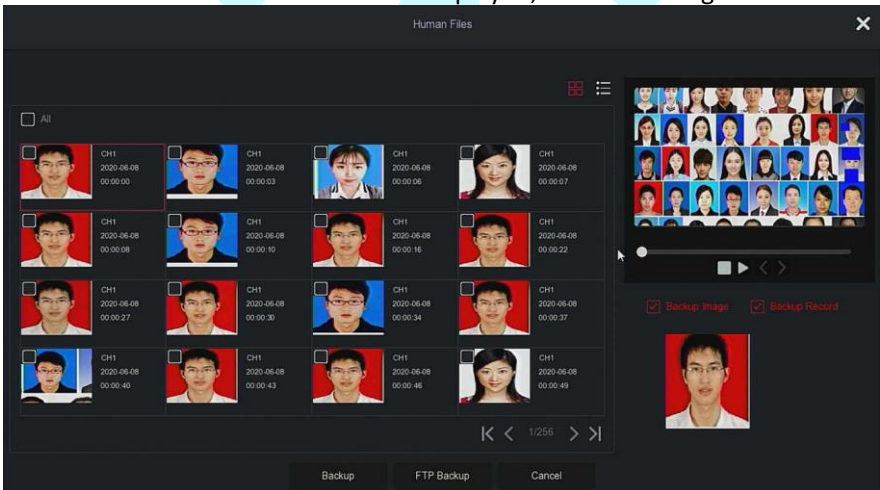 Human Files
All
CH1
2020-06-08
00:00:00
CH1
2020-06-08
00:00:03
CH1
2020-06-08
00:00:06
CH1
2020-06-08
00:00:07
CH1
2020-06-08
00:00:08
CH1
2020-06-08
00:00:10
CH1
2020-06-08
00:00:16
CH1
2020-06-08
00:00:22
CH1
2020-06-08
00:00:27
CH1
2020-06-08
00:00:30
CH1
2020-06-08
00:00:34
CH1
2020-06-08
00:00:37
CH1
2020-06-08
00:00:40
CH1
2020-06-08
00:00:43
CH1
2020-06-08
00:00:46
CH1
2020-06-08
00:00:49
1/256
Backup Image Backup Record
Backup FTP Backup Cancel